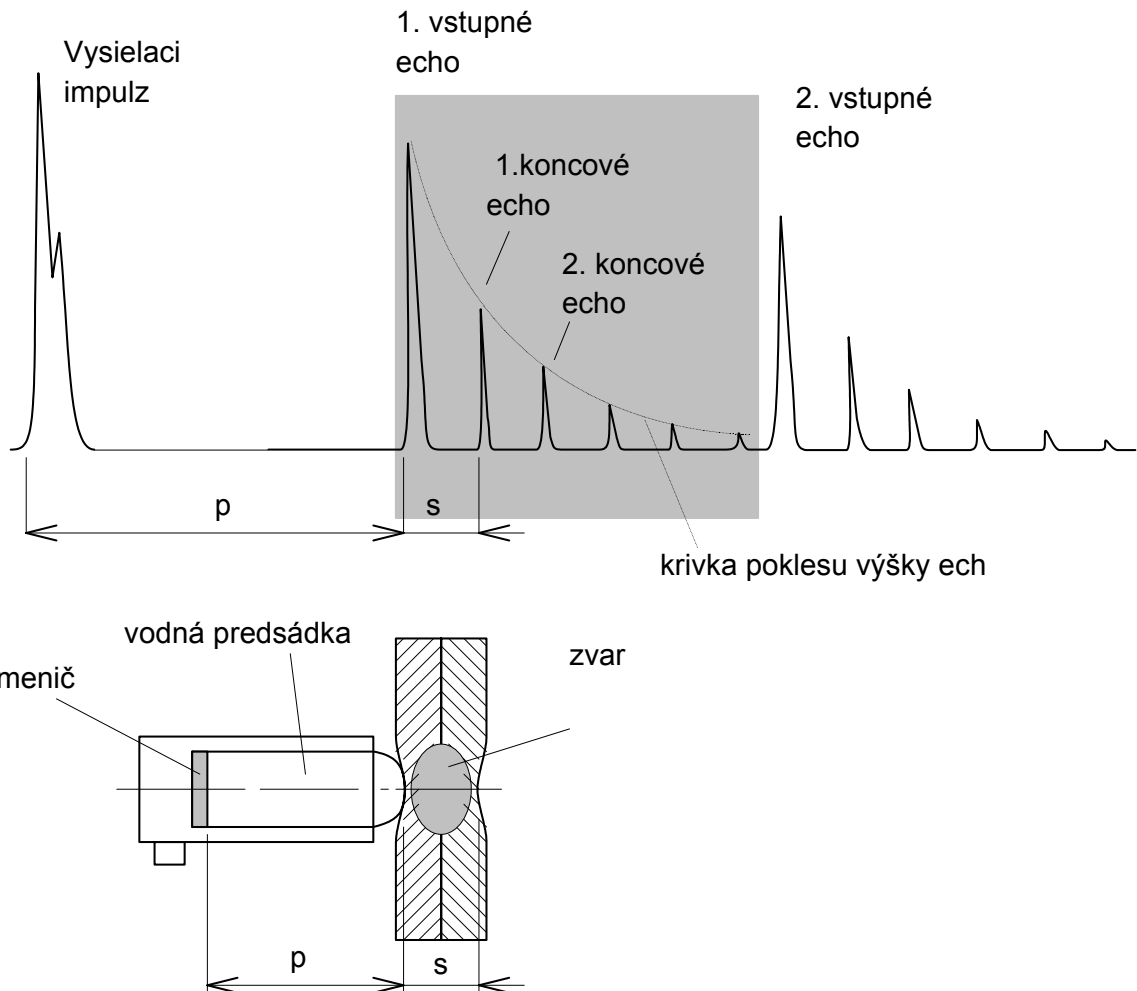 Vysielaci
impulz
1. vstupné
echo
2. vstupné
echo
1.koncové
echo
2. koncové
echo
p
s
krivka poklesu výšky ech
vodná predsádka
menič
zvar
p
s